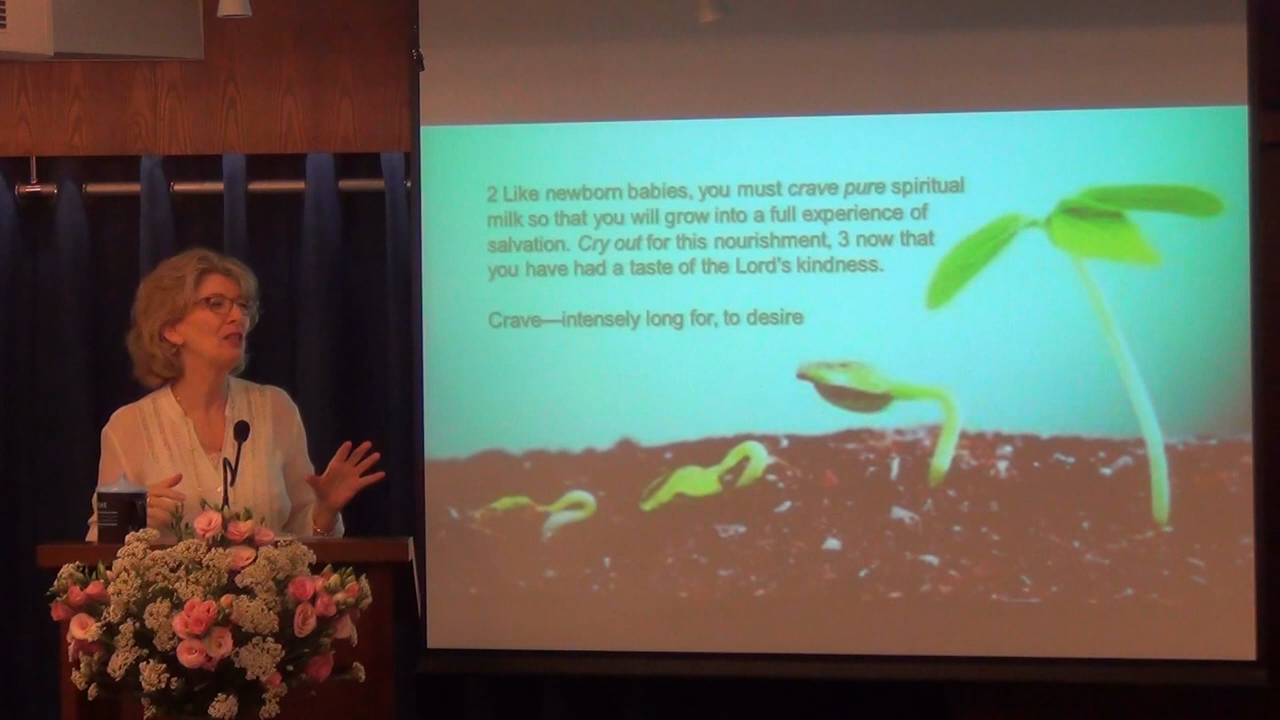 2 Like newborn babies, you must crave pure spiritual
milk so that you will grow into a full experience of
salvation. Cry out for this nourishment, 3 now that
you have had a taste of the Lord's kindness.
Crave—intensely long for, to desire